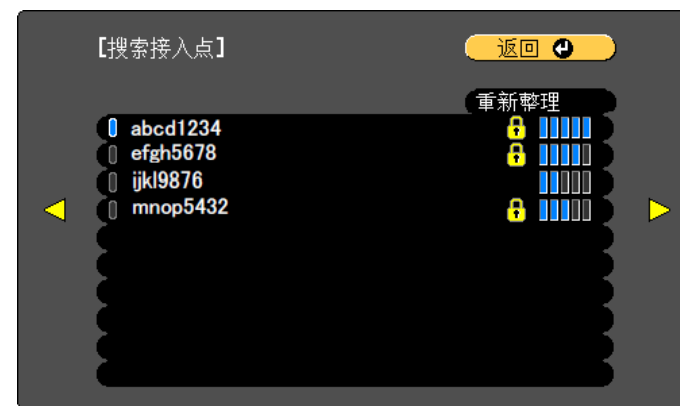 【搜索接入点】
返回
重新整理
abcd1234
efgh5678
ijkl9876
mnop5432